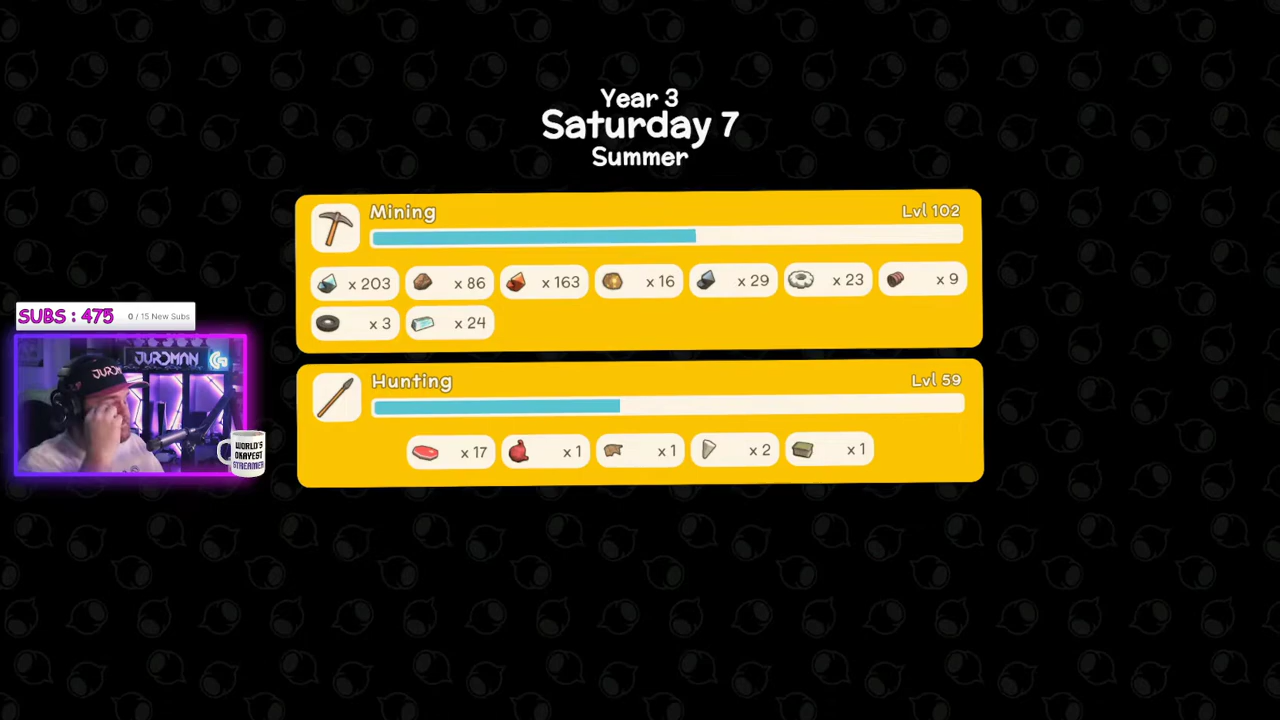 Year 3
Saturday 7
Summer
Mining
Lvl 102
x 203
x 86
x 163
x 16
x 29
x 23
x 9
x 3
x 24
Hunting
Lvl 59
x 17
x 1
x 1
x 2
x 1
SUBS : 475
0 / 15 New Subs
JURDMAN
WORLD'S
OKAYEST
STREAMER